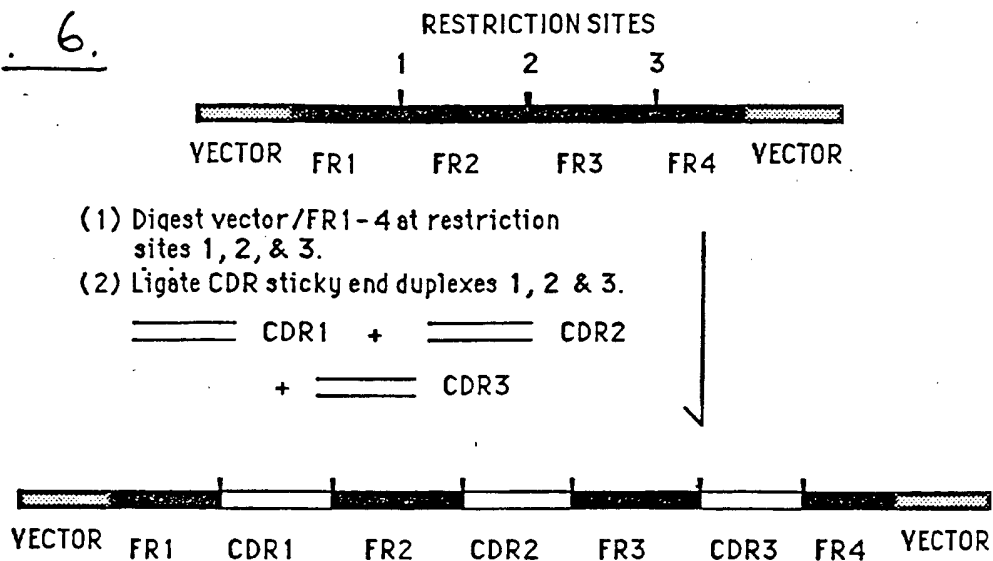 . 6.
RESTRICTION SITES
1 2 3
VECTOR FR1 FR2 FR3 FR4 VECTOR
(1) Digest vector/FR1-4 at restriction
sites 1, 2, & 3.
(2) Ligate CDR sticky end duplexes 1, 2 & 3.
CDR1 + CDR2
+ CDR3
VECTOR FR1 CDR1 FR2 CDR2 FR3 CDR3 FR4 VECTOR